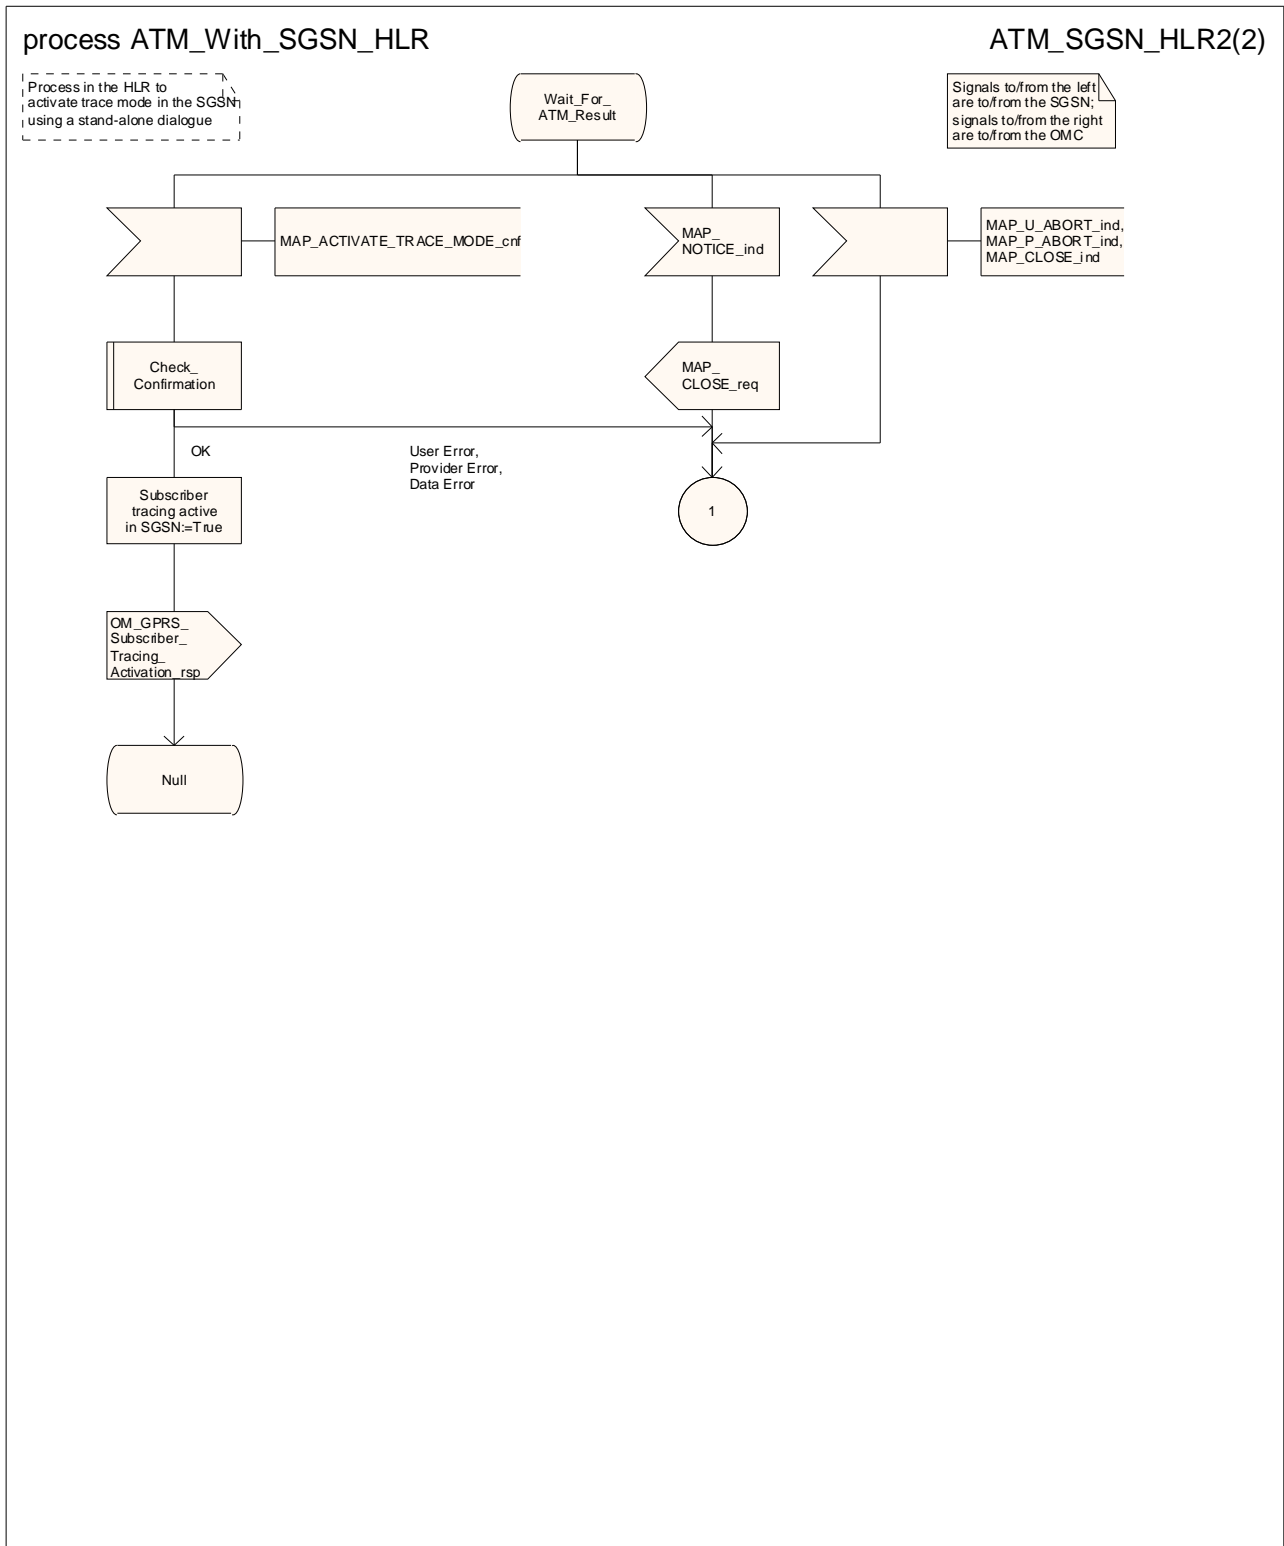 process ATM_With_SGSN_HLR
ATM_SGSN_HLR2(2)
Process in the HLR to
activate trace mode in the SGSN
using a stand-alone dialogue
Wait_For_
ATM_Result
Signals to/from the left
are to/from the SGSN;
signals to/from the right
are to/from the OMC
MAP_ACTIVATE_TRACE_MODE_cnf
MAP_
NOTICE_ind
MAP_U_ABORT_ind,
MAP_P_ABORT_ind,
MAP_CLOSE_ind
Check_
Confirmation
MAP_
CLOSE_req
OK
User Error,
Provider Error,
Data Error
Subscriber
tracing active
in SGSN:=True
1
OM_GPRS_
Subscriber_
Tracing_
Activation_rsp
Null